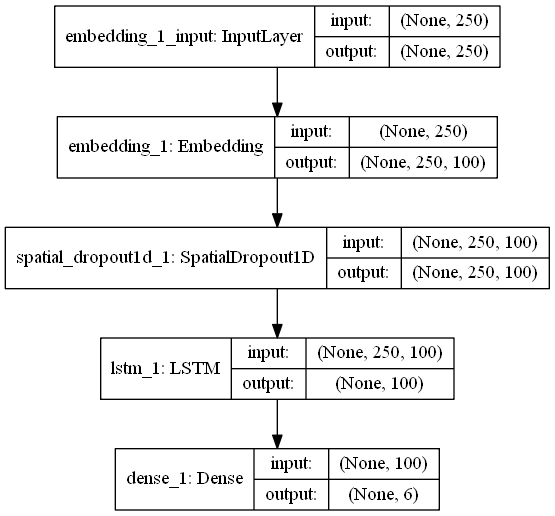 embedding_1_input: InputLayer
input: (None, 250)
output: (None, 250)
embedding_1: Embedding
input: (None, 250)
output: (None, 250, 100)
spatial_dropout1d_1: SpatialDropout1D
input: (None, 250, 100)
output: (None, 250, 100)
lstm_1: LSTM
input: (None, 250, 100)
output: (None, 100)
dense_1: Dense
input: (None, 100)
output: (None, 6)